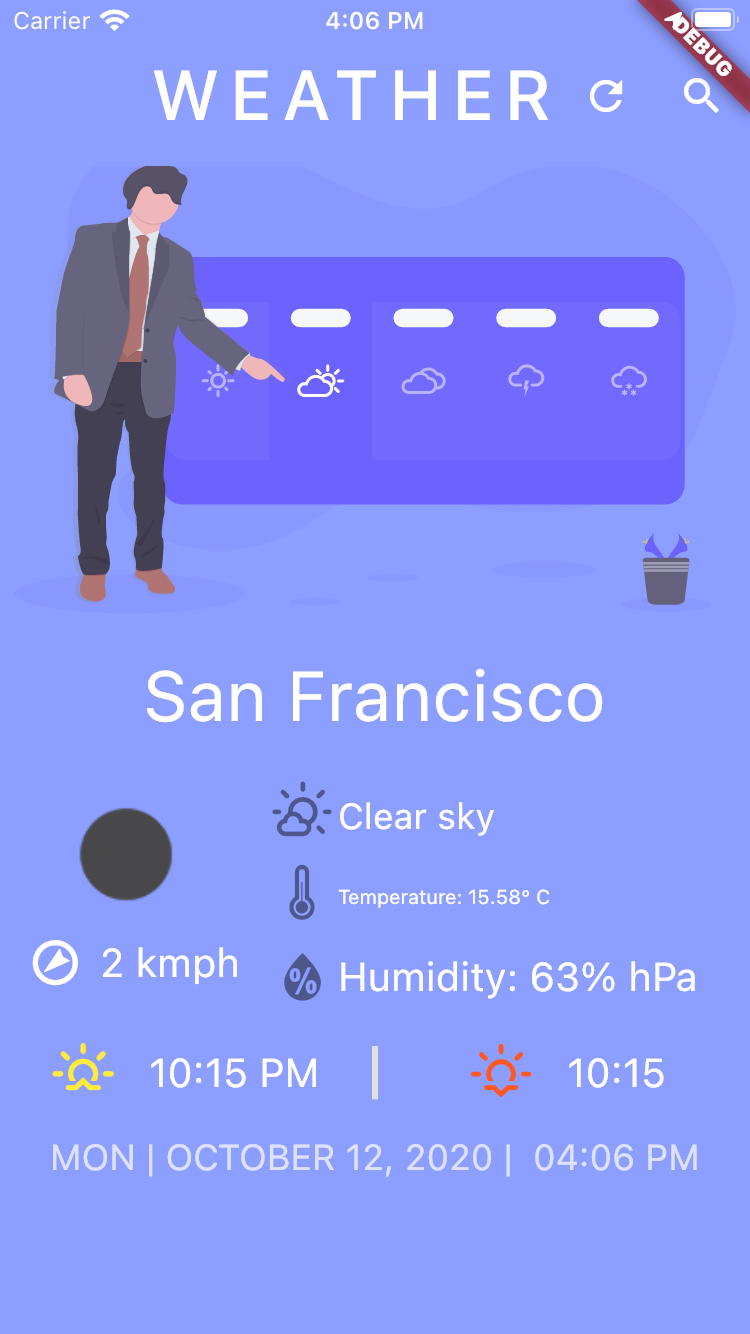 Carrier 4:06 PM
DEBUG
WEATHER
San Francisco
Clear sky
Temperature: 15.58° C
2 kmph
% Humidity: 63% hPa
10:15 PM | 10:15
MON | OCTOBER 12, 2020 | 04:06 PM